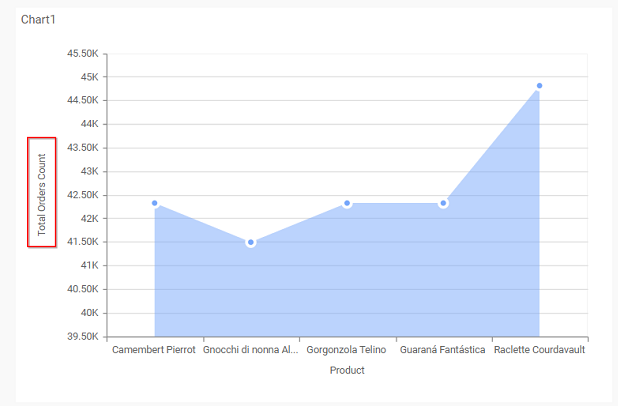 Chart1
45.50K
45K
44.50K
44K
43.50K
43K
42.50K
42K
41.50K
41K
40.50K
40K
39.50K
Total Orders Count
Camembert Pierrot
Gnocchi di nonna Al...
Gorgonzola Telino
Guaraná Fantástica
Raclette Courdavault
Product